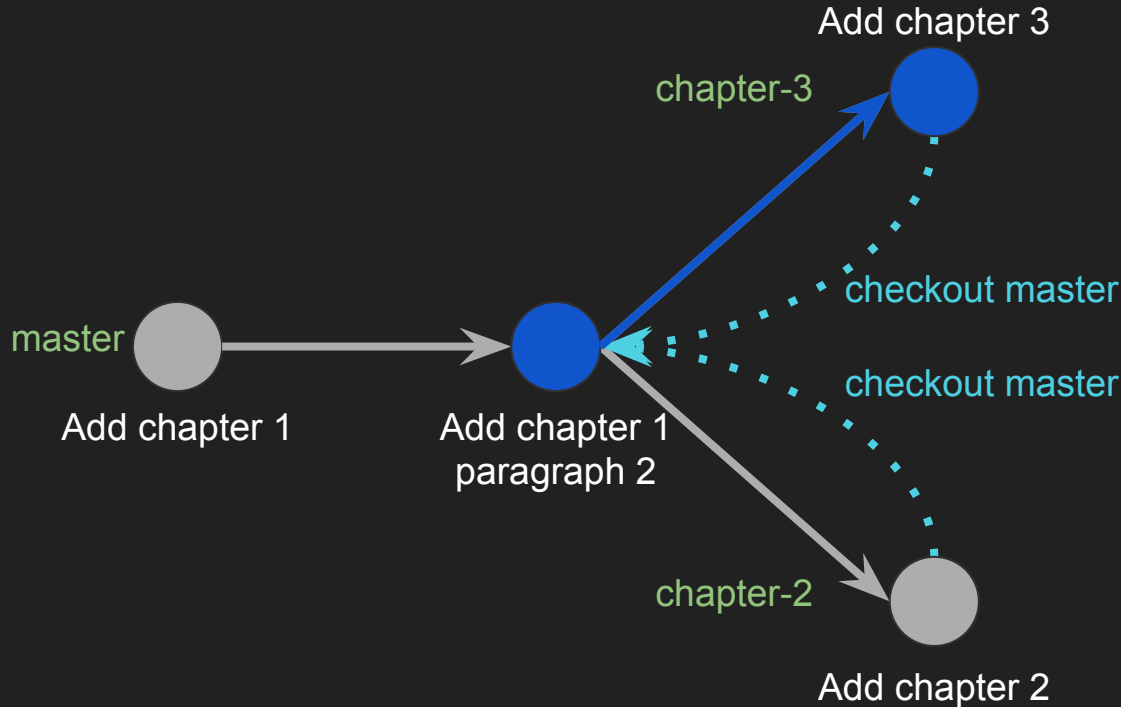 Add chapter 3
chapter-3
checkout master
master
checkout master
Add chapter 1
Add chapter 1
paragraph 2
chapter-2
Add chapter 2